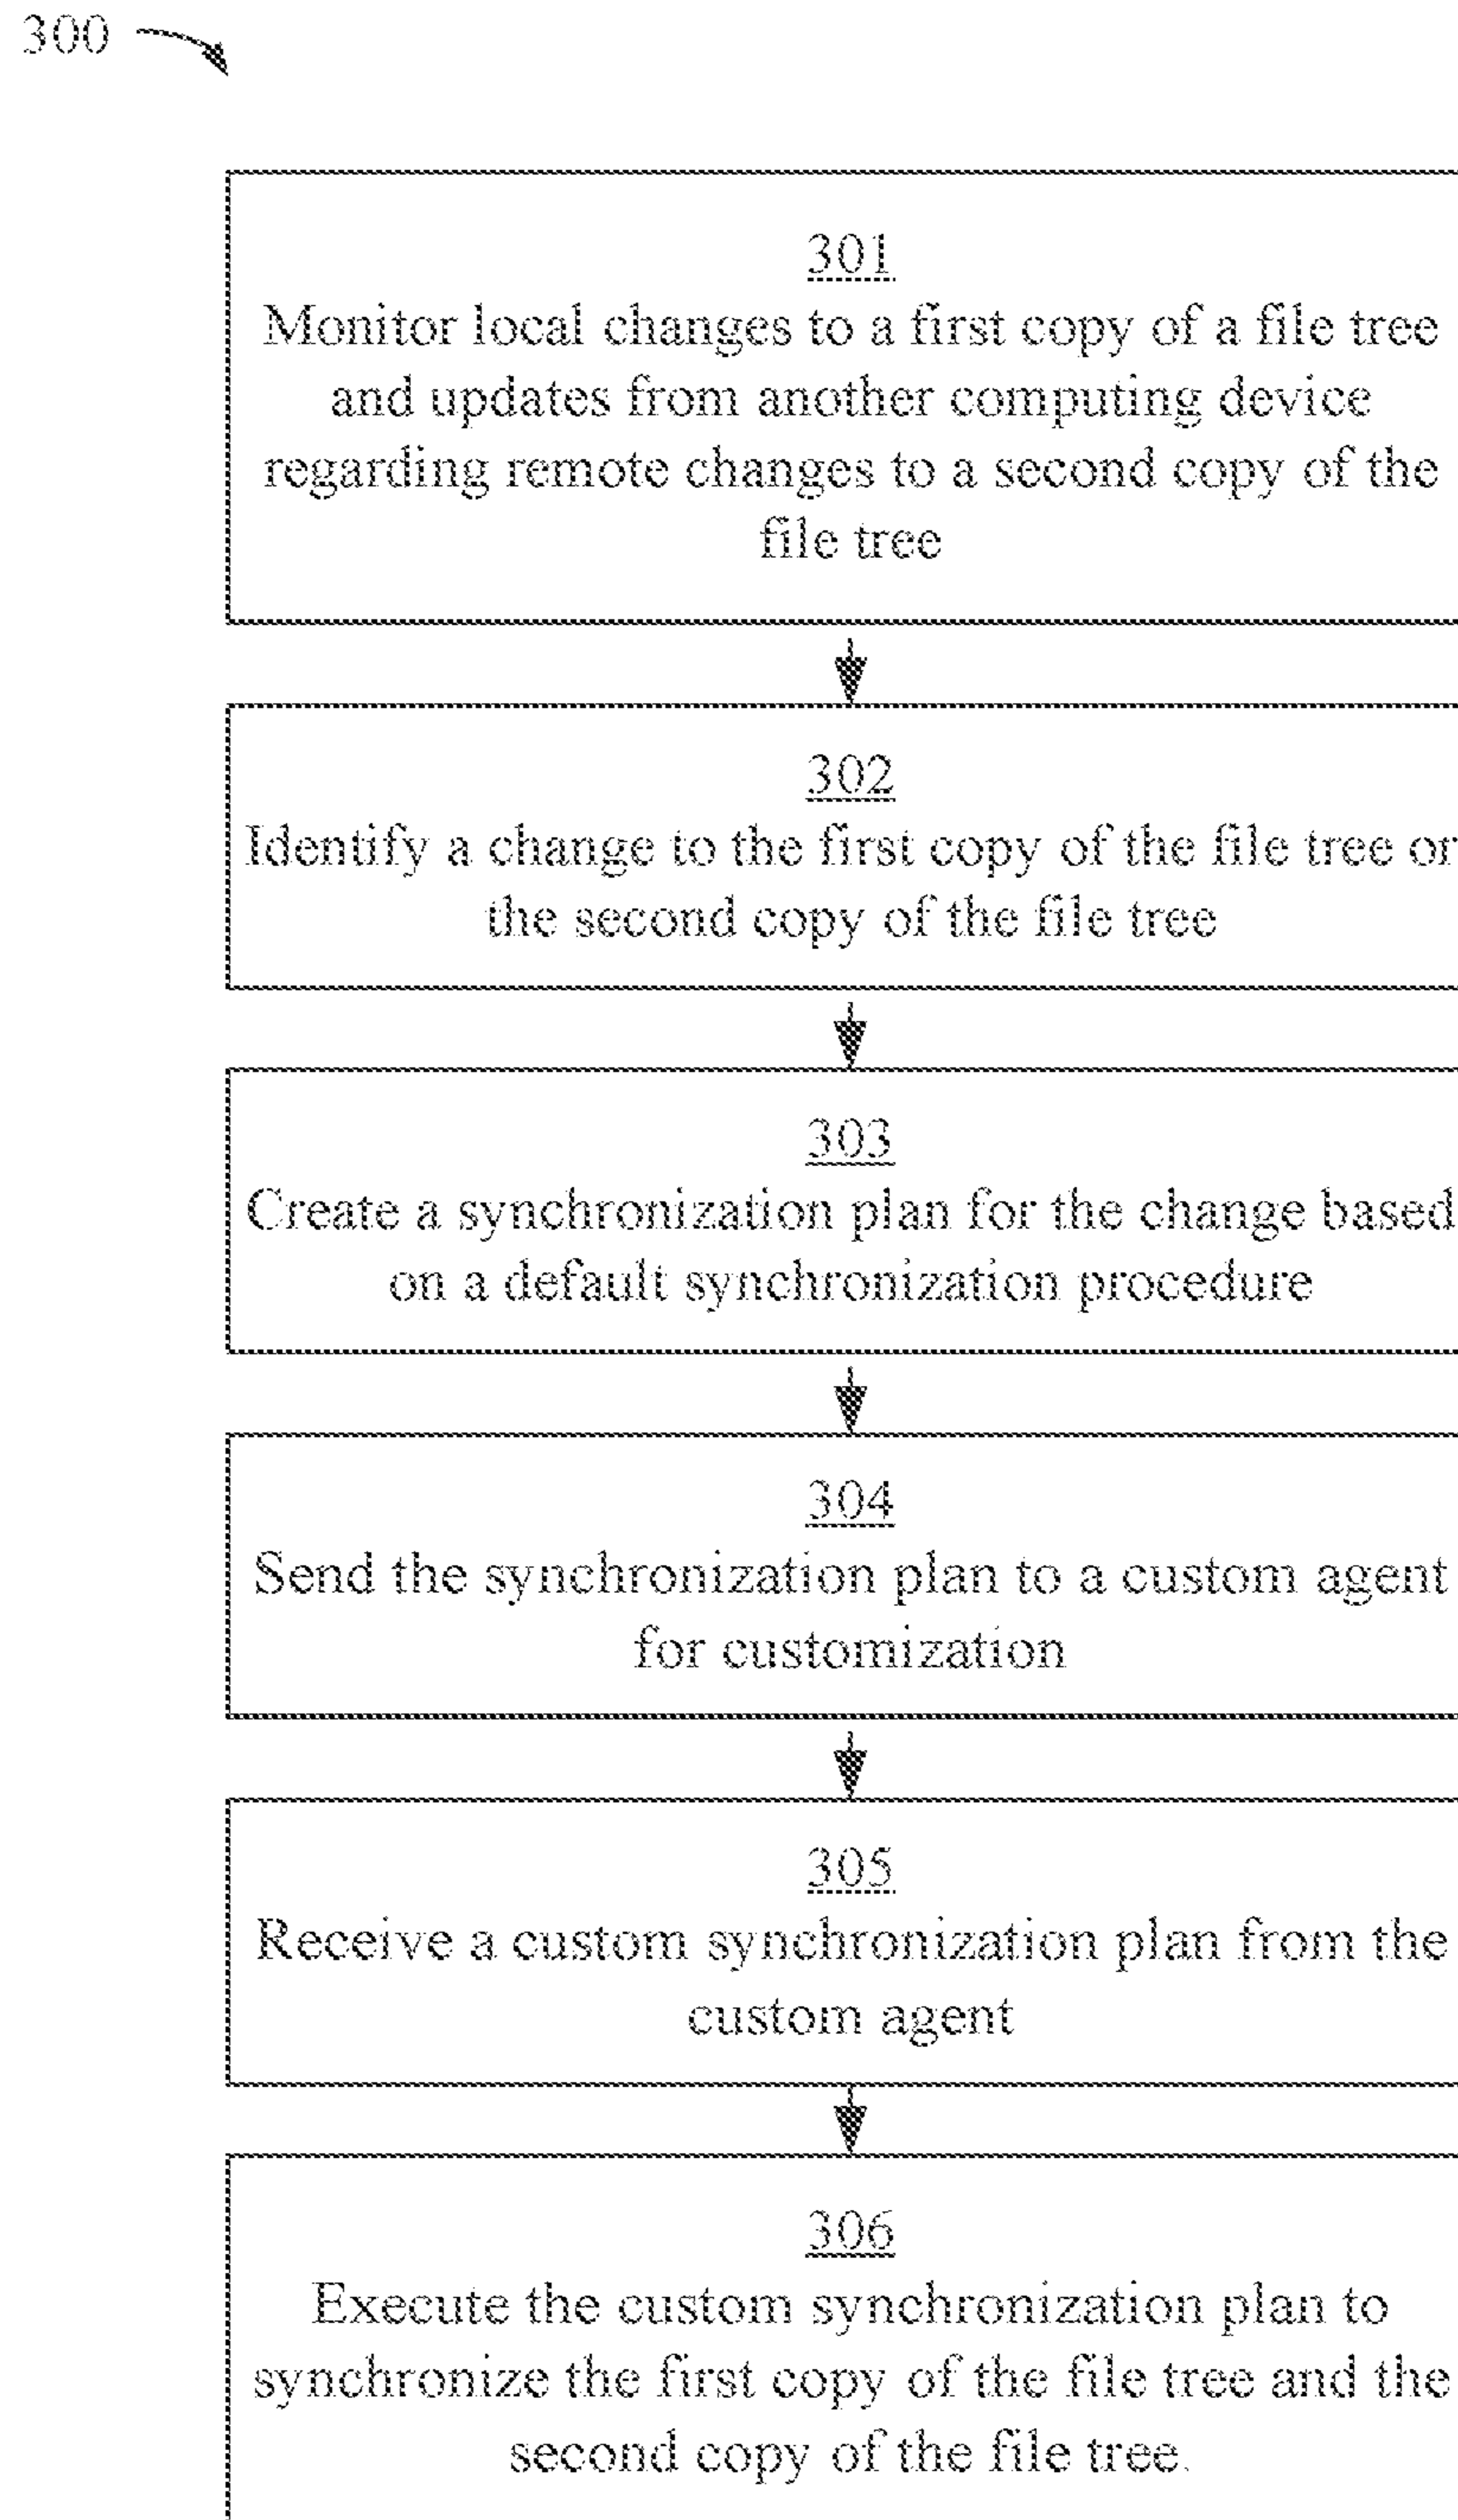 300
301
Monitor local changes to a first copy of a file tree
and updates from another computing device
regarding remote changes to a second copy of the
file tree
302
Identify a change to the first copy of the file tree or
the second copy of the file tree
303
Create a synchronization plan for the change based
on a default synchronization procedure
304
Send the synchronization plan to a custom agent
for customization
305
Receive a custom synchronization plan from the
custom agent
306
Execute the custom synchronization plan to
synchronize the first copy of the file tree and the
second copy of the file tree.